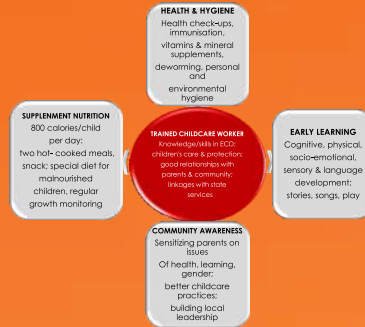 HEALTH & HYGIENE
Health check-ups,
immunisation,
vitamins & mineral
supplements,
deworming, personal
and
environmental
hygiene
SUPPLENMENT NUTRITION
800 calories/child
per day:
two hot- cooked meals,
snack; special diet for
malnourished
children, regular
growth monitoring
TRAINED CHILDCARE WORKER
Knowledge/skills in ECD;
children's care & protection;
good relationships with
parents & community;
linkages with state
services
EARLY LEARNING
Cognitive, physical,
socio-emotional,
sensory & language
development;
stories, songs, play
COMMUNITY AWARENESS
Sensitizing parents on
issues
Of health, learning,
gender;
better childcare
practices;
building local
leadership